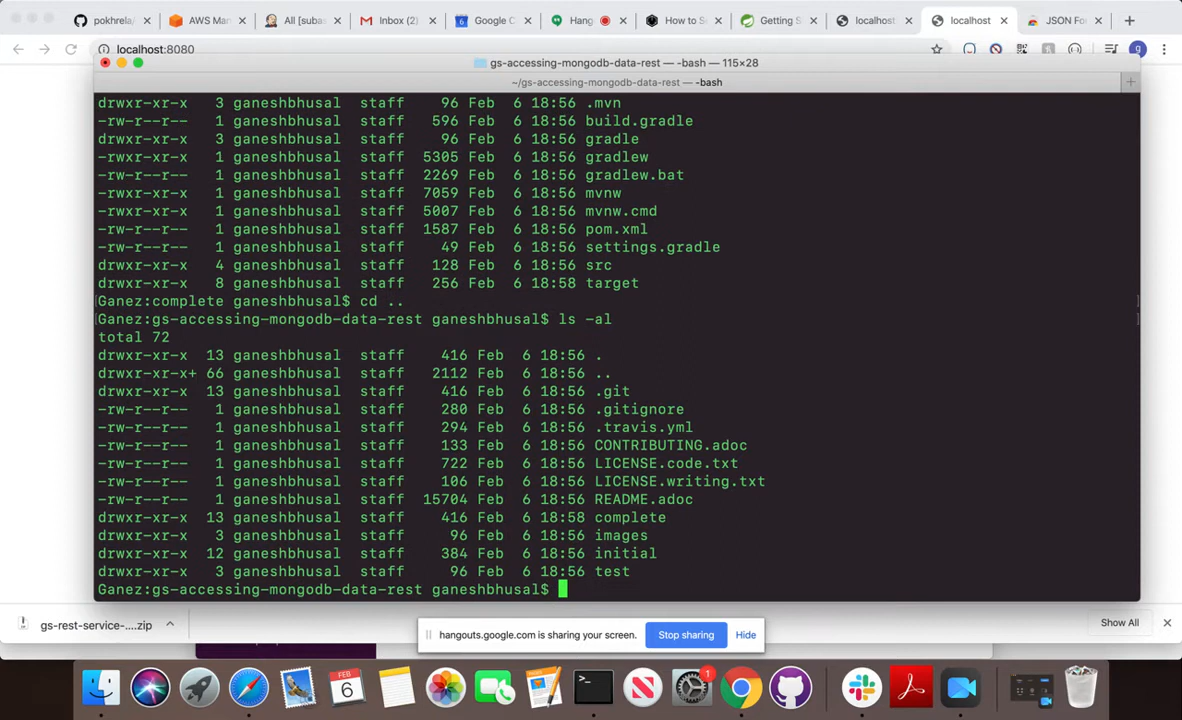 pokhrela/
AWS Man
All [suba
Inbox (2)
Google C
Hang
How to S
Getting S
localhost:
localhost
JSON For
localhost:8080
gs-accessing-mongodb-data-rest — -bash — 115×28
~/gs-accessing-mongodb-data-rest — -bash
drwxr-xr-x 3 ganeshbhusal staff 96 Feb 6 18:56 .mvn
-rw-r--r-- 1 ganeshbhusal staff 596 Feb 6 18:56 build.gradle
drwxr-xr-x 3 ganeshbhusal staff 96 Feb 6 18:56 gradle
-rwxr-xr-x 1 ganeshbhusal staff 5305 Feb 6 18:56 gradlew
-rwxr-xr-x 1 ganeshbhusal staff 2269 Feb 6 18:56 gradlew.bat
-rwxr-xr-x 1 ganeshbhusal staff 7059 Feb 6 18:56 mvnw
-rwxr-xr-x 1 ganeshbhusal staff 5007 Feb 6 18:56 mvnw.cmd
-rw-r--r-- 1 ganeshbhusal staff 1587 Feb 6 18:56 pom.xml
-rw-r--r-- 1 ganeshbhusal staff 49 Feb 6 18:56 settings.gradle
drwxr-xr-x 4 ganeshbhusal staff 128 Feb 6 18:56 src
drwxr-xr-x 8 ganeshbhusal staff 256 Feb 6 18:58 target
[Ganez:complete ganeshbhusal$ cd .. ]
[Ganez:gs-accessing-mongodb-data-rest ganeshbhusal$ ls -al ]
total 72
drwxr-xr-x 13 ganeshbhusal staff 416 Feb 6 18:56 .
drwxr-xr-x+ 66 ganeshbhusal staff 2112 Feb 6 18:56 ..
drwxr-xr-x 13 ganeshbhusal staff 416 Feb 6 18:56 .git
-rw-r--r-- 1 ganeshbhusal staff 280 Feb 6 18:56 .gitignore
-rw-r--r-- 1 ganeshbhusal staff 294 Feb 6 18:56 .travis.yml
-rw-r--r-- 1 ganeshbhusal staff 133 Feb 6 18:56 CONTRIBUTING.adoc
-rw-r--r-- 1 ganeshbhusal staff 722 Feb 6 18:56 LICENSE.code.txt
-rw-r--r-- 1 ganeshbhusal staff 106 Feb 6 18:56 LICENSE.writing.txt
-rw-r--r-- 1 ganeshbhusal staff 15704 Feb 6 18:56 README.adoc
drwxr-xr-x 13 ganeshbhusal staff 416 Feb 6 18:58 complete
drwxr-xr-x 3 ganeshbhusal staff 96 Feb 6 18:56 images
drwxr-xr-x 12 ganeshbhusal staff 384 Feb 6 18:56 initial
drwxr-xr-x 3 ganeshbhusal staff 96 Feb 6 18:56 test
Ganez:gs-accessing-mongodb-data-rest ganeshbhusal$
gs-rest-service-....zip
Show All
hangouts.google.com is sharing your screen.
Stop sharing
Hide
FEB
6
1